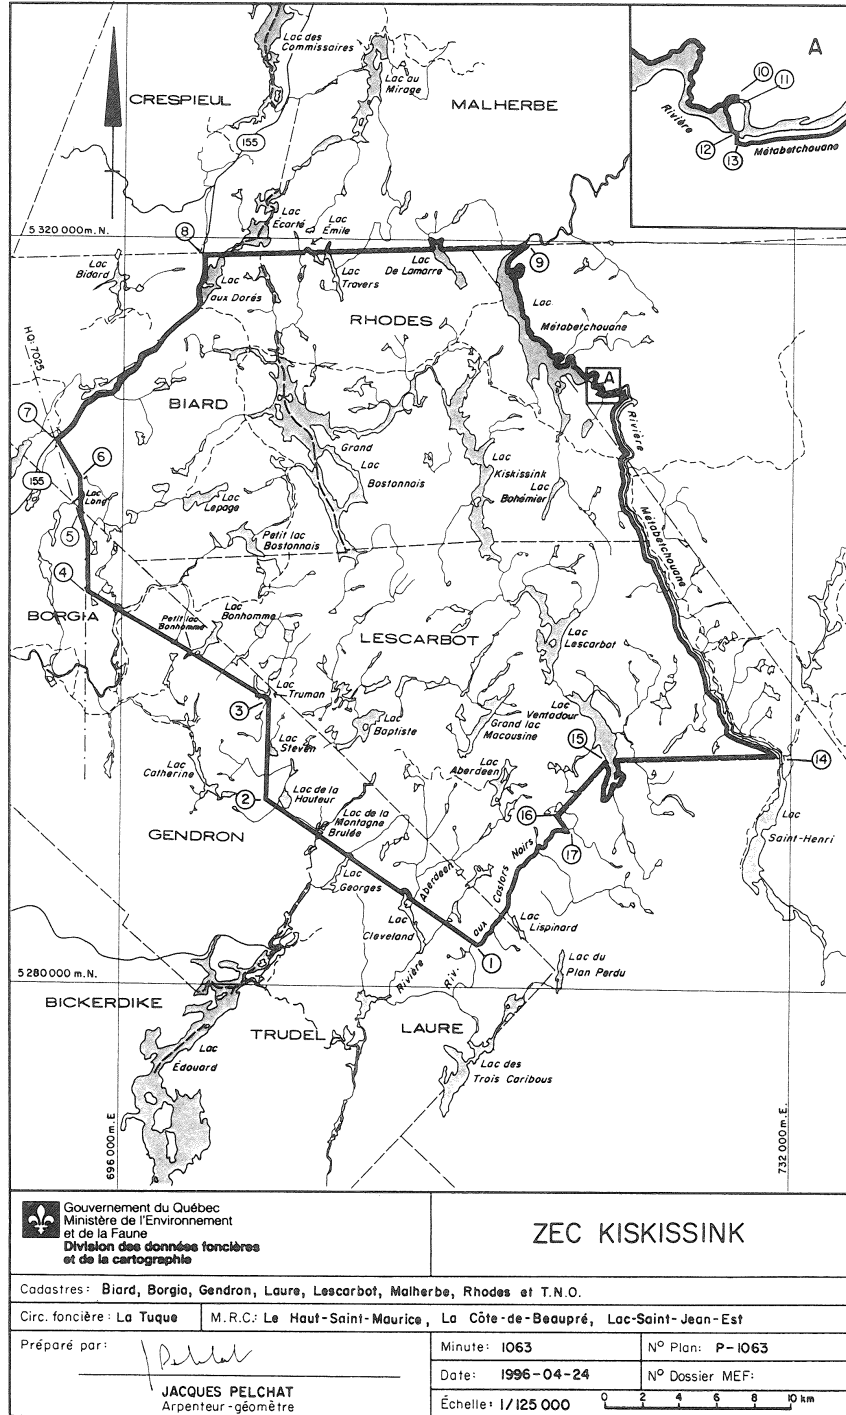 Lac des
Commissaires
Lac au
Mirage
CRESPIEUL
MALHERBE
155
A
10
11
Rivière
12
13
Métabetchouane
5 320 000 m. N.
8
Lac
Écarté
Lac
Émile
9
Lac
Bidard
Lac
aux Dorés
Lac
Travers
Lac
De Lamarre
Lac
Métabetchouane
RHODES
HQ: 7025
A
BIARD
Rivière
7
6
155
Grand
Lac
Bostonnais
Lac
Kiskissink
Lac
Bohémier
Lac
Long
Lac
Lepage
5
Petit lac
Bostonnais
Métabetchouane
4
BORGIA
Petit lac
Bonhomme
Lac
Bonhomme
LESCARBOT
Lac
Lescarbot
Lac
Truman
3
Lac
Steven
Lac
Baptiste
Grand lac
Macousine
Lac
Ventadour
15
14
Lac
Catherine
Lac
Aberdeen
2
Lac de la
Hauteur
16
17
GENDRON
Lac de la
Montagne
Brulée
Lac
Saint-Henri
Lac
Georges
Rivière Aberdeen
Riv. aux Castors Noirs
Lac
Cleveland
Lac
Lispinard
1
Lac du
Plan Perdu
5 280 000 m. N.
BICKERDIKE
TRUDEL
LAURE
Lac
Édouard
Lac des
Trois Caribous
696 000 m. E.
732 000 m. E.
Gouvernement du Québec
Ministère de l'Environnement
et de la Faune
Division des données foncières
et de la cartographie
ZEC KISKISSINK
Cadastres: Biard, Borgia, Gendron, Laure, Lescarbot, Malherbe, Rhodes et T.N.O.
Circ. foncière: La Tuque
M.R.C.: Le Haut-Saint-Maurice, La Côte-de-Beaupré, Lac-Saint-Jean-Est
Préparé par:
JACQUES PELCHAT
Arpenteur-géomètre
Minute: 1063
Nº Plan: P-1063
Date: 1996-04-24
Nº Dossier MEF:
Échelle: 1/125 000
0 2 4 6 8 10 km